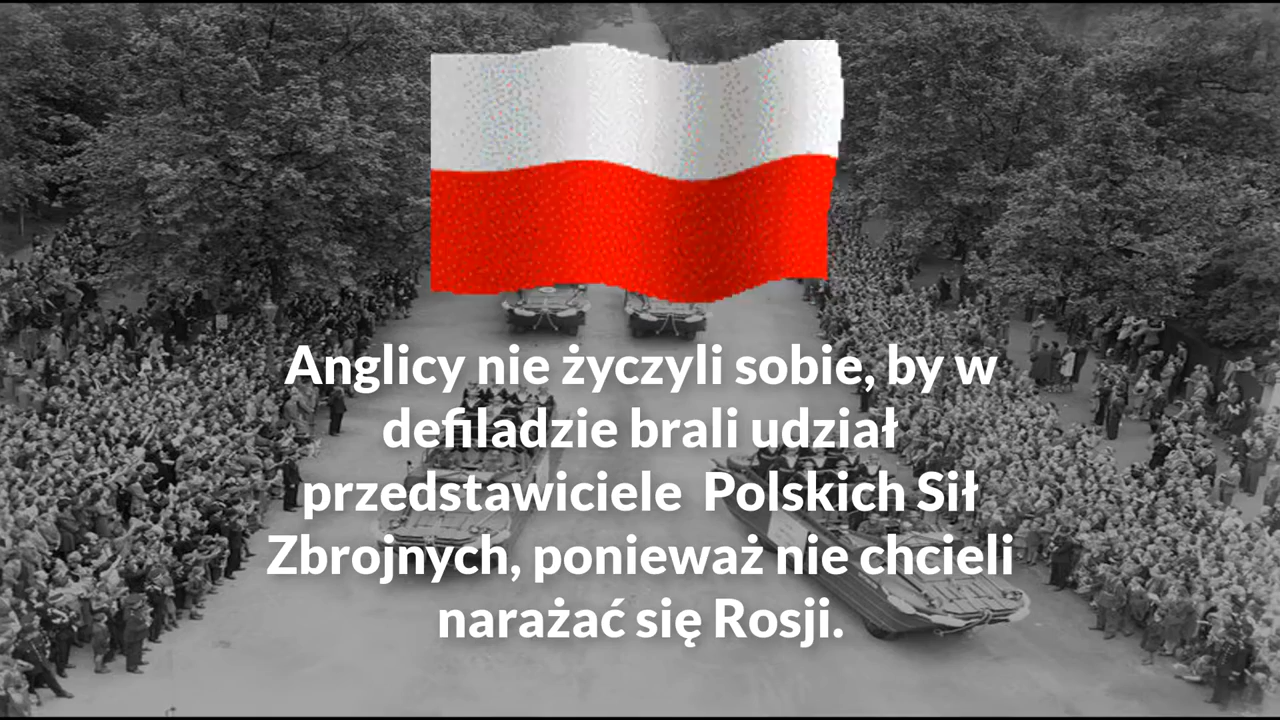 Anglicy nie życzyli sobie, by w
defiladzie brali udział
przedstawiciele  Polskich Sił
Zbrojnych, ponieważ nie chcieli
narażać się Rosji.